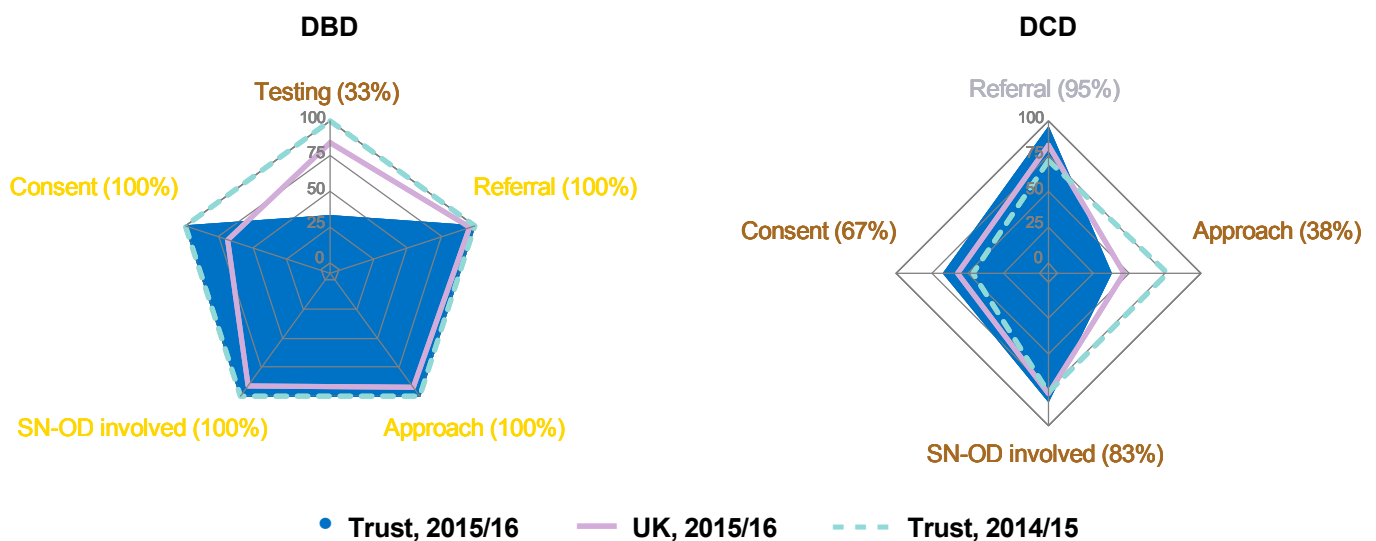 DBD
Testing (33%)
100
75
50
25
0
Consent (100%)
Referral (100%)
SN-OD involved (100%)
Approach (100%)
DCD
Referral (95%)
100
75
50
25
0
Consent (67%)
Approach (38%)
SN-OD involved (83%)
Trust, 2015/16
UK, 2015/16
Trust, 2014/15